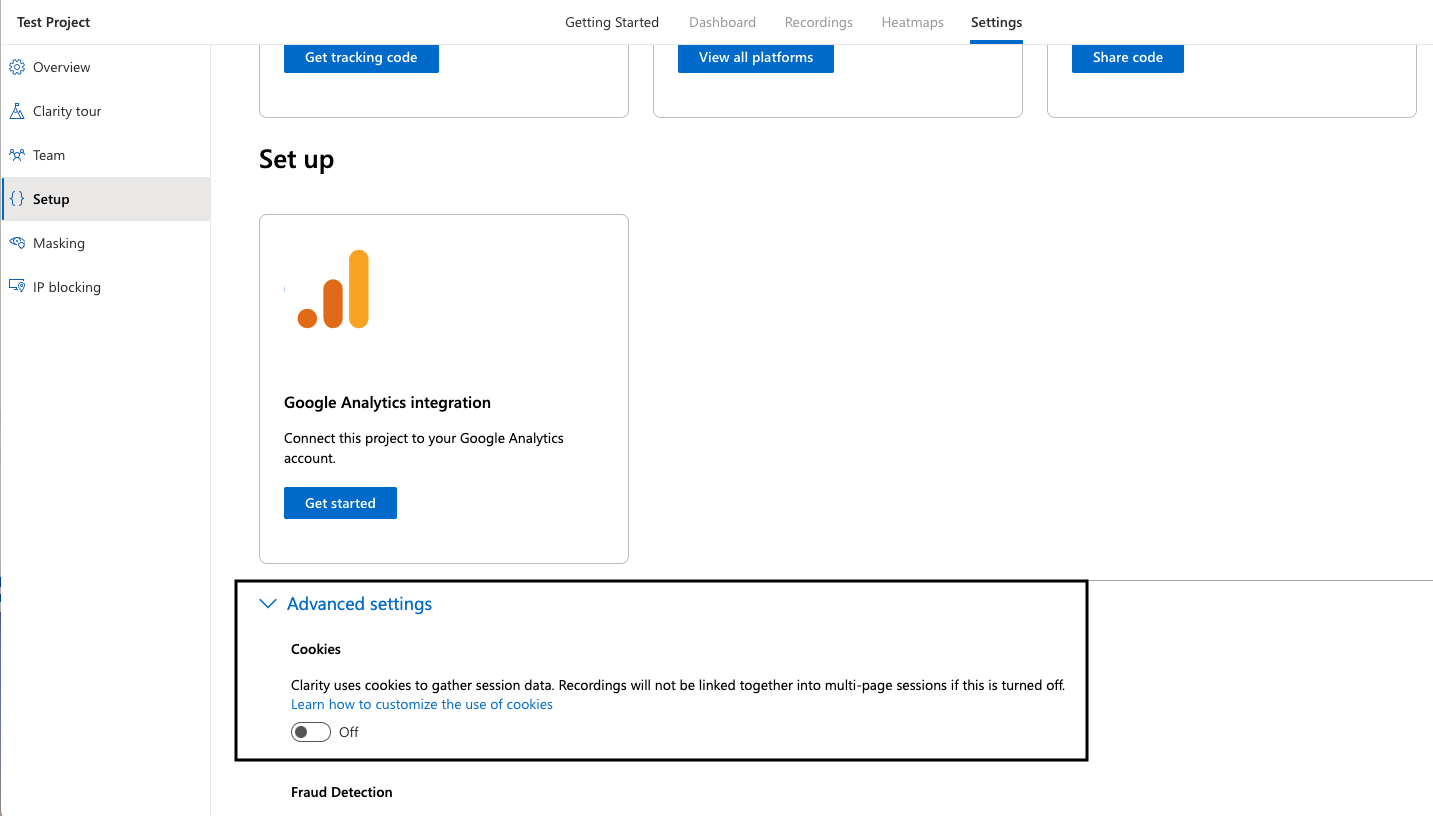 Test Project
Getting Started
Dashboard
Recordings
Heatmaps
Settings
Overview
Clarity tour
Team
Setup
Masking
IP blocking
Get tracking code
View all platforms
Share code
Set up
Google Analytics integration
Connect this project to your Google Analytics
account.
Get started
Advanced settings
Cookies
Clarity uses cookies to gather session data. Recordings will not be linked together into multi-page sessions if this is turned off.
Learn how to customize the use of cookies
Off
Fraud Detection